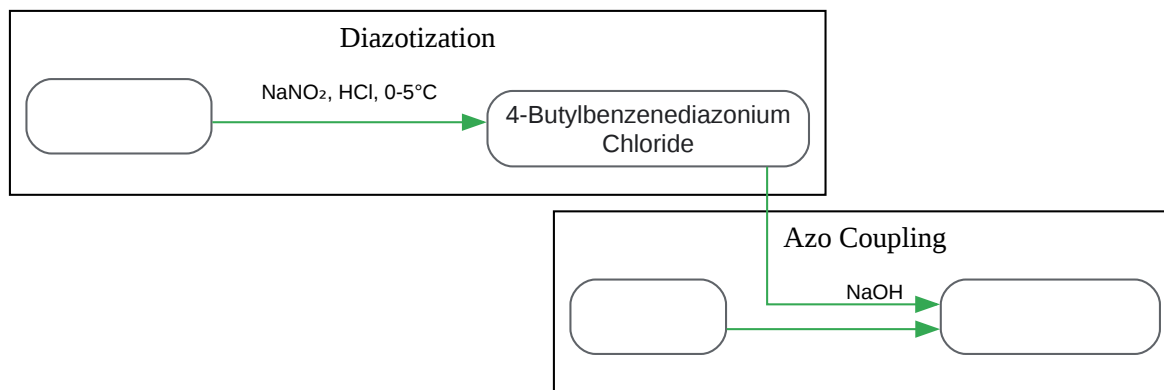 Diazotization
NaNO₂, HCl, 0-5°C
4-Butylbenzenediazonium
Chloride
Azo Coupling
NaOH